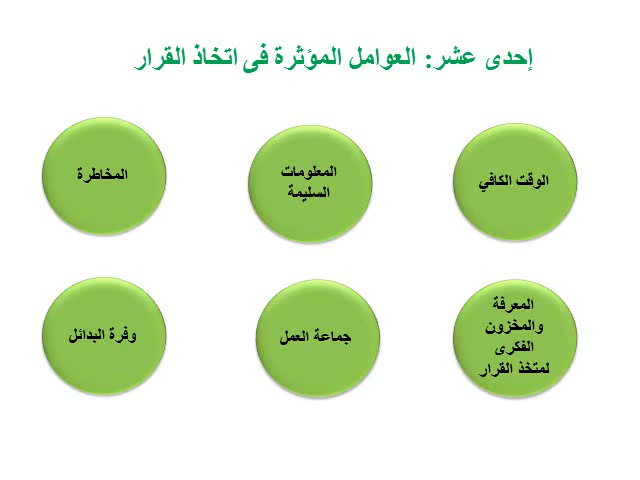 إحدى عشر: العوامل المؤثرة فى اتخاذ القرار
الوقت الكافي
المعلومات
السليمة
المخاطرة
المعرفة
والمخزون
الفكرى
لمتخذ القرار
جماعة العمل
وفرة البدائل